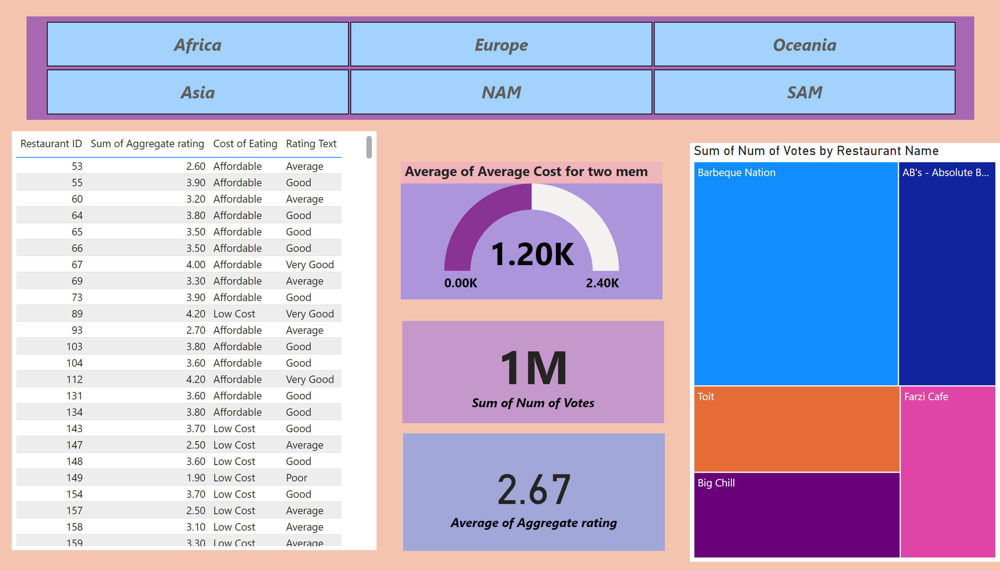 Africa Europe Oceania
Asia NAM SAM
Restaurant ID Sum of Aggregate rating Cost of Eating Rating Text
53 2.60 Affordable Average
55 3.90 Affordable Good
60 3.20 Affordable Average
64 3.80 Affordable Good
65 3.50 Affordable Good
66 3.50 Affordable Good
67 4.00 Affordable Very Good
69 3.30 Affordable Average
73 3.90 Affordable Good
89 4.20 Low Cost Very Good
93 2.70 Affordable Average
103 3.80 Affordable Good
104 3.60 Affordable Good
112 4.20 Affordable Very Good
131 3.60 Affordable Good
134 3.80 Affordable Good
143 3.70 Low Cost Good
147 2.50 Low Cost Average
148 3.60 Low Cost Good
149 1.90 Low Cost Poor
154 3.70 Low Cost Good
157 2.50 Low Cost Average
158 3.10 Low Cost Average
159 3.30 Low Cost Average
Average of Average Cost for two mem
1.20K
0.00K 2.40K
1M
Sum of Num of Votes
2.67
Average of Aggregate rating
Sum of Num of Votes by Restaurant Name
Barbeque Nation
AB's - Absolute B...
Toit
Farzi Cafe
Big Chill